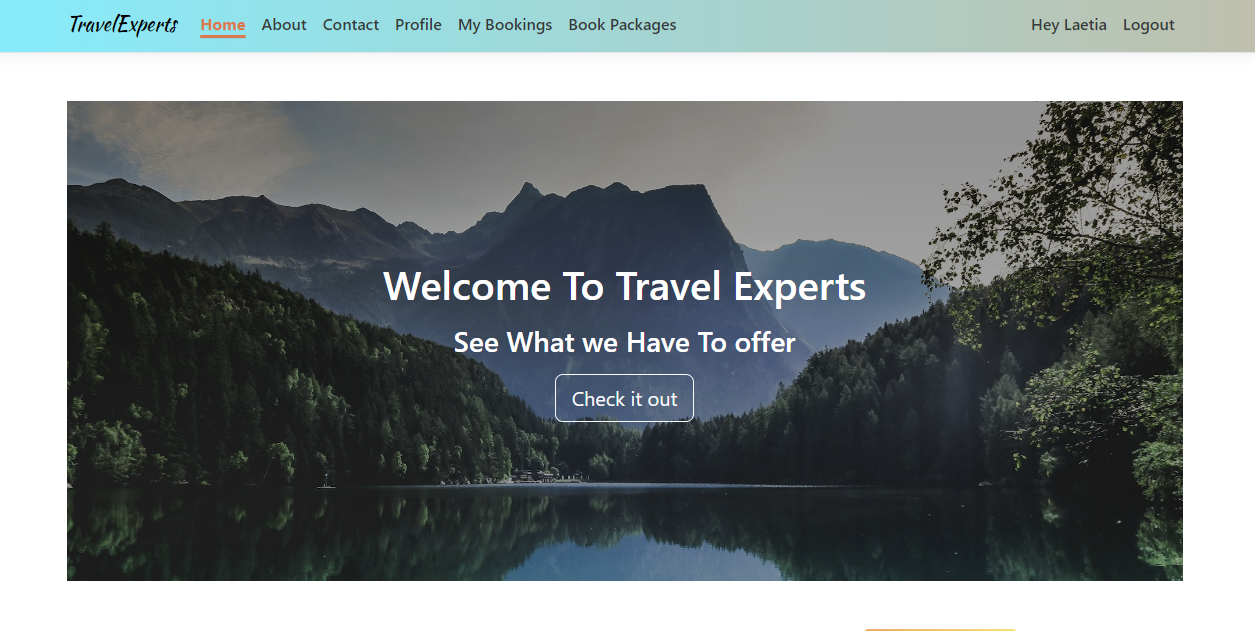 TravelExperts Home About Contact Profile My Bookings Book Packages Hey Laetia Logout
Welcome To Travel Experts
See What we Have To offer
Check it out